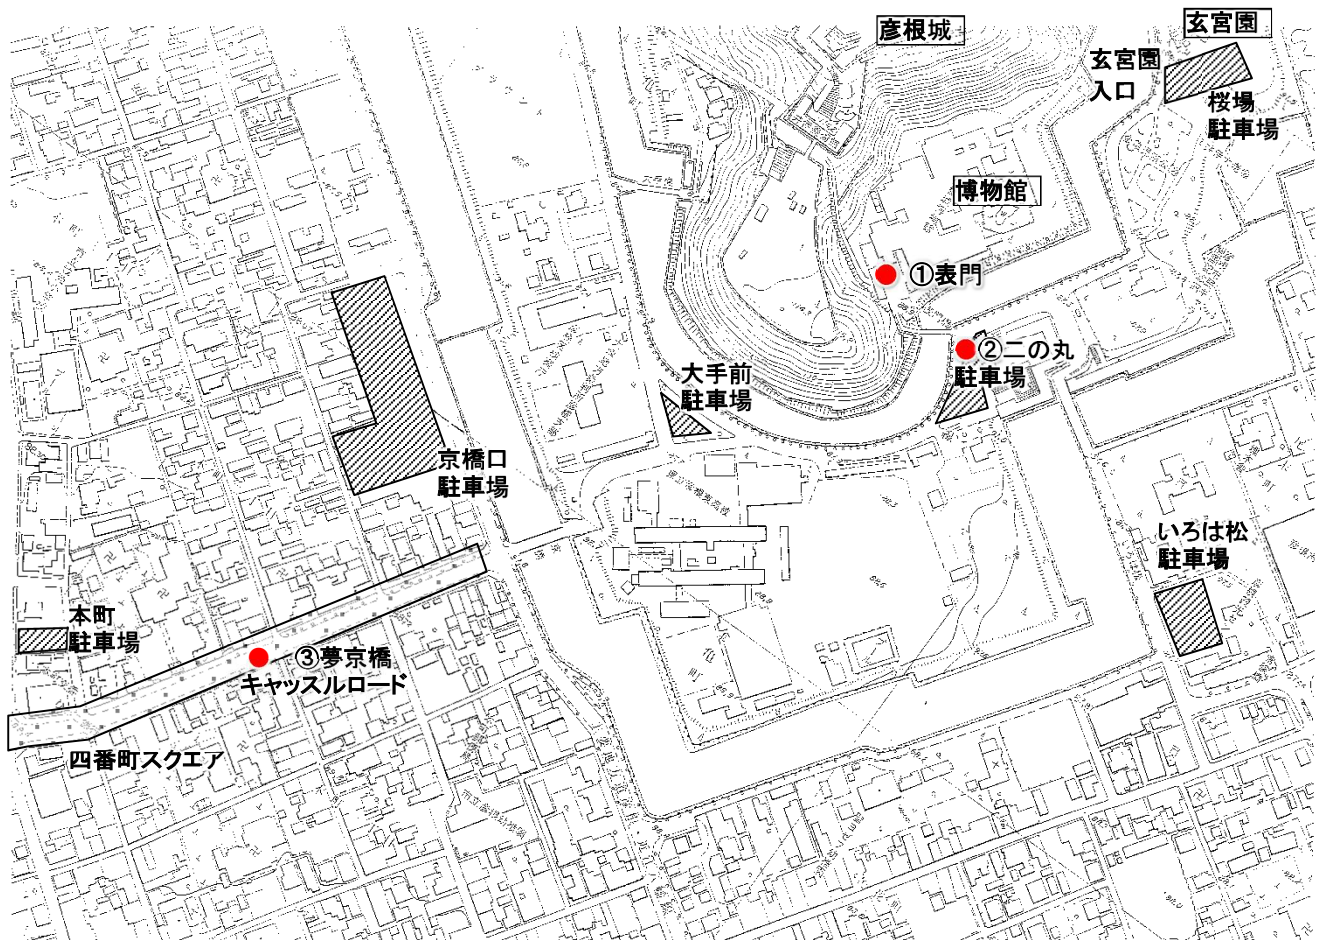 彦根城
玄宮園
玄宮園
入口
桜場
駐車場
博物館
①表門
②二の丸
駐車場
大手前
駐車場
京橋口
駐車場
いろは松
駐車場
本町
駐車場
③夢京橋
キャッスルロード
四番町スクエア